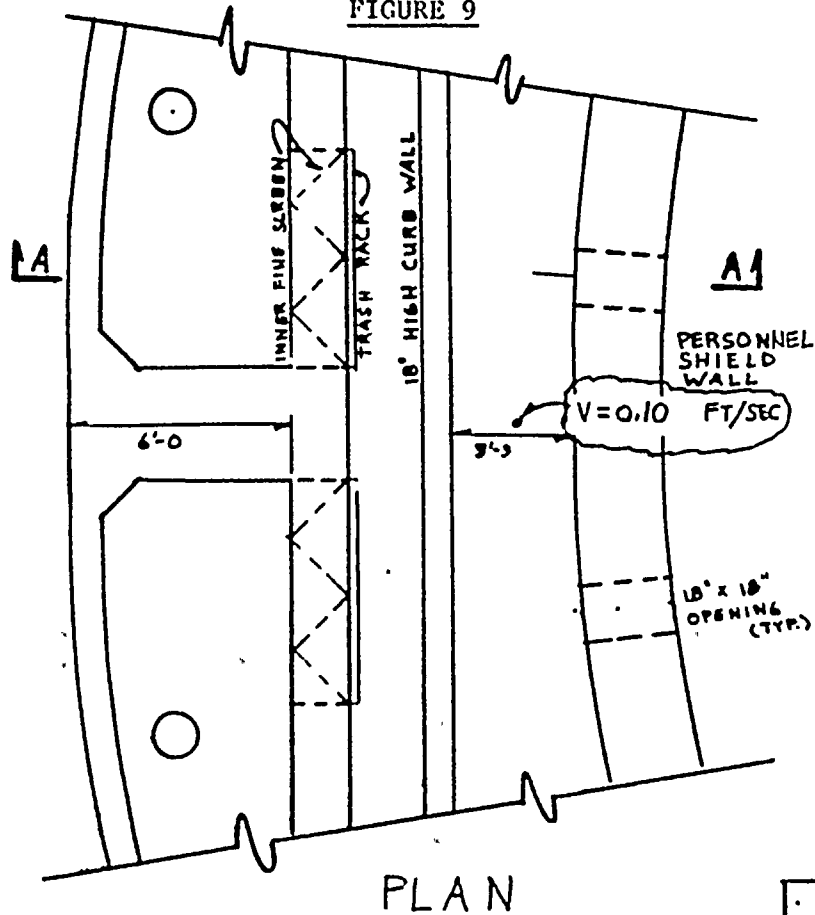 FIGURE 9
INNER FINE SCREEN
TRASH RACK
18" HIGH CURB WALL
A
A
PERSONNEL
SHIELD
WALL
V=0.10 FT/SEC
6'-0
18" X 18"
OPENING
(TYP.)
PLAN